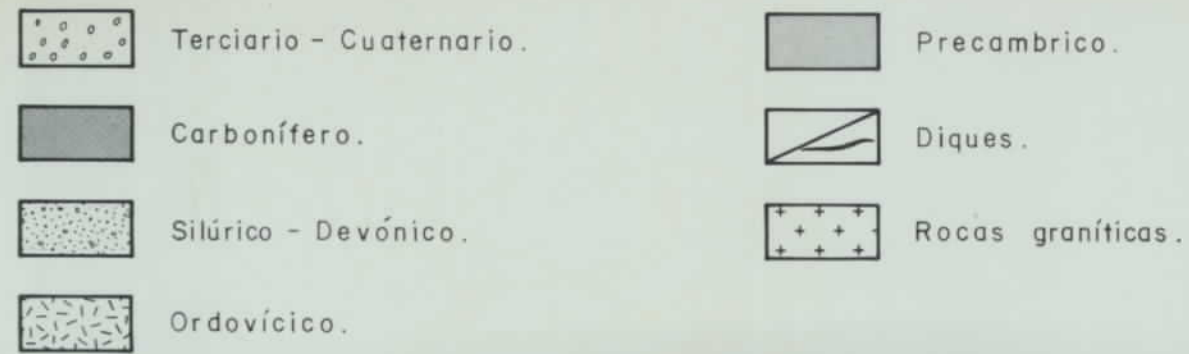 Terciario - Cuaternario.
Carbonífero.
Silúrico - Devónico.
Ordovícico.
Precambrico.
Diques.
Rocas graníticas.